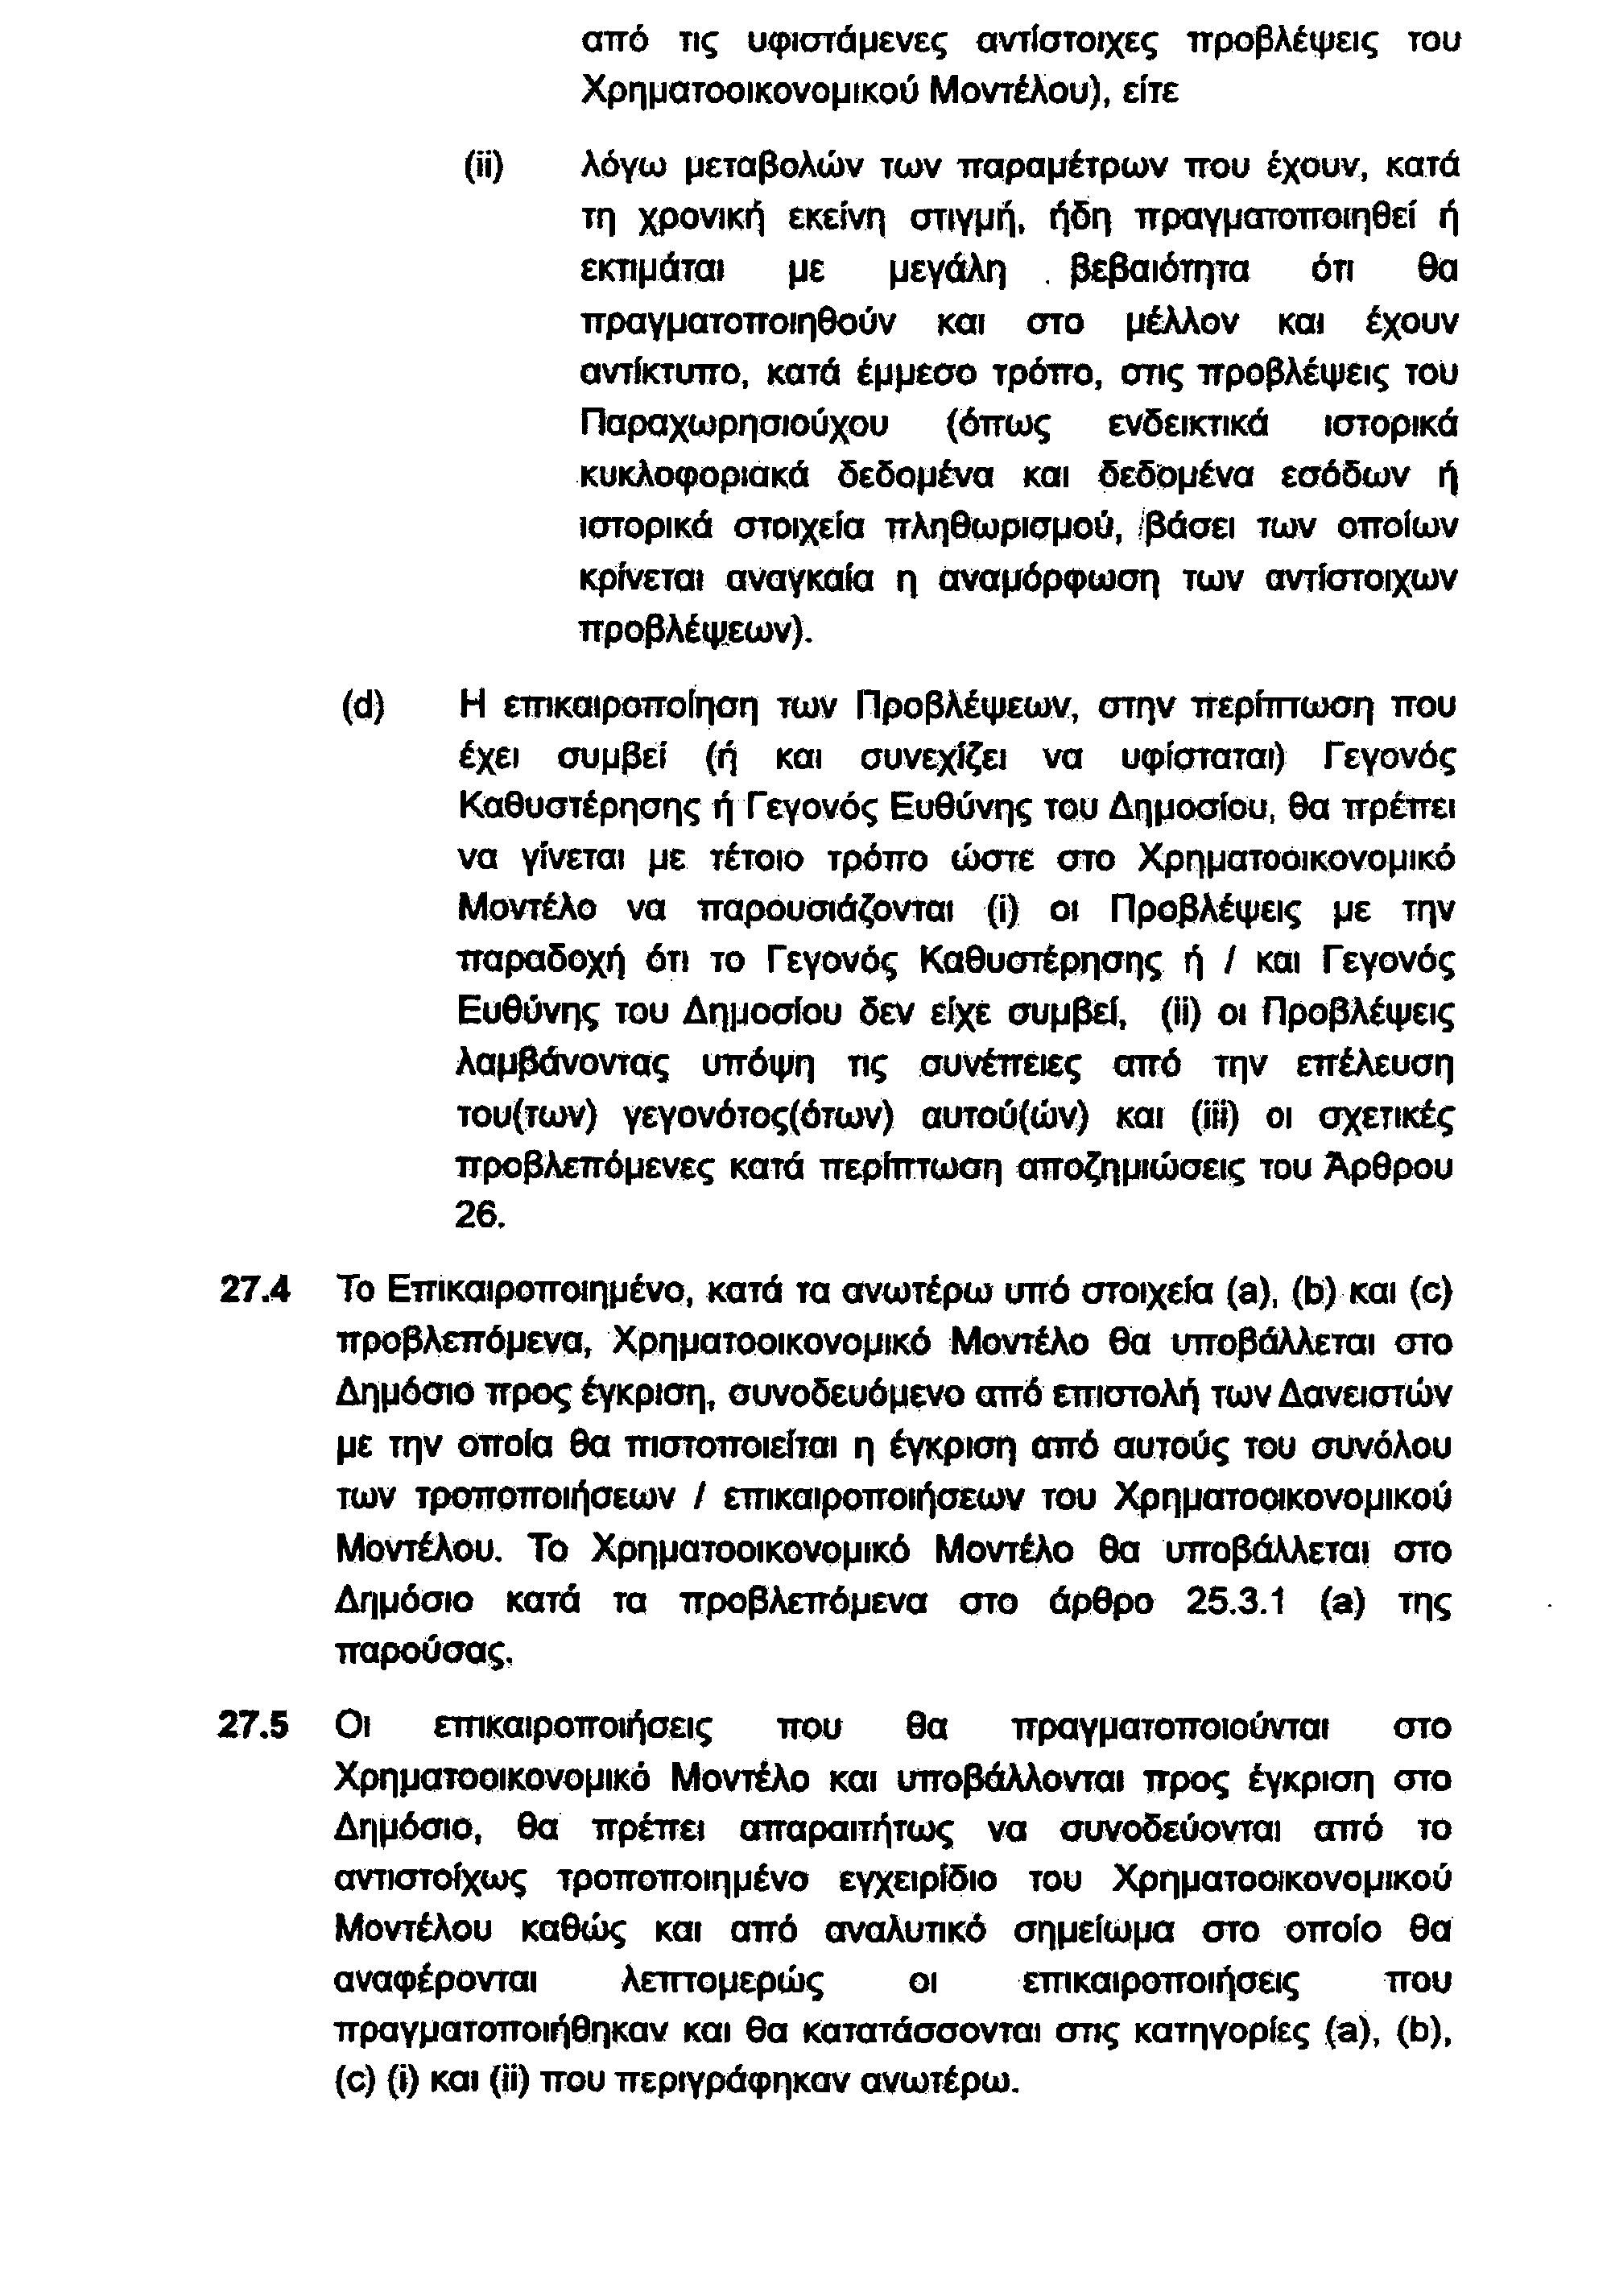 από τις υφιστάμενες αντίστοιχες προβλέψεις του
Χρηματοοικονομικού Μοντέλου), είτε
(ii) λόγω μεταβολών των παραμέτρων που έχουν, κατά
τη χρονική εκείνη στιγμή, ήδη πραγματοποιηθεί ή
εκτιμάται με μεγάλη βεβαιότητα ότι θα
πραγματοποιηθούν και στο μέλλον και έχουν
αντίκτυπο, κατά έμμεσο τρόπο, στις προβλέψεις του
Παραχωρησιούχου (όπως ενδεικτικά ιστορικά
κυκλοφοριακά δεδομένα και δεδομένα εσόδων ή
ιστορικά στοιχεία πληθωρισμού, βάσει των οποίων
κρίνεται αναγκαία η αναμόρφωση των αντίστοιχων
προβλέψεων).
(d) Η επικαιροποίηση των Προβλέψεων, στην περίπτωση που
έχει συμβεί (ή και συνεχίζει να υφίσταται) Γεγονός
Καθυστέρησης ή Γεγονός Ευθύνης του Δημοσίου, θα πρέπει
να γίνεται με τέτοιο τρόπο ώστε στο Χρηματοοικονομικό
Μοντέλο να παρουσιάζονται (i) οι Προβλέψεις με την
παραδοχή ότι το Γεγονός Καθυστέρησης ή / και Γεγονός
Ευθύνης του Δημοσίου δεν είχε συμβεί, (ii) οι Προβλέψεις
λαμβάνοντας υπόψη τις συνέπειες από την επέλευση
του(των) γεγονότος(ότων) αυτού(ών) και (iii) οι σχετικές
προβλεπόμενες κατά περίπτωση αποζημιώσεις του Άρθρου
26.
27.4 Το Επικαιροποιημένο, κατά τα ανωτέρω υπό στοιχεία (a), (b) και (c)
προβλεπόμενα, Χρηματοοικονομικό Μοντέλο θα υποβάλλεται στο
Δημόσιο προς έγκριση, συνοδευόμενο από επιστολή των Δανειστών
με την οποία θα πιστοποιείται η έγκριση από αυτούς του συνόλου
των τροποποιήσεων / επικαιροποιήσεων του Χρηματοοικονομικού
Μοντέλου. Το Χρηματοοικονομικό Μοντέλο θα υποβάλλεται στο
Δημόσιο κατά τα προβλεπόμενα στο άρθρο 25.3.1 (a) της
παρούσας.
27.5 Οι επικαιροποιήσεις που θα πραγματοποιούνται στο
Χρηματοοικονομικό Μοντέλο και υποβάλλονται προς έγκριση στο
Δημόσιο, θα πρέπει απαραιτήτως να συνοδεύονται από το
αντιστοίχως τροποποιημένο εγχειρίδιο του Χρηματοοικονομικού
Μοντέλου καθώς και από αναλυτικό σημείωμα στο οποίο θα
αναφέρονται λεπτομερώς οι επικαιροποιήσεις που
πραγματοποιήθηκαν και θα κατατάσσονται στις κατηγορίες (a), (b),
(c) (i) και (ii) που περιγράφηκαν ανωτέρω.